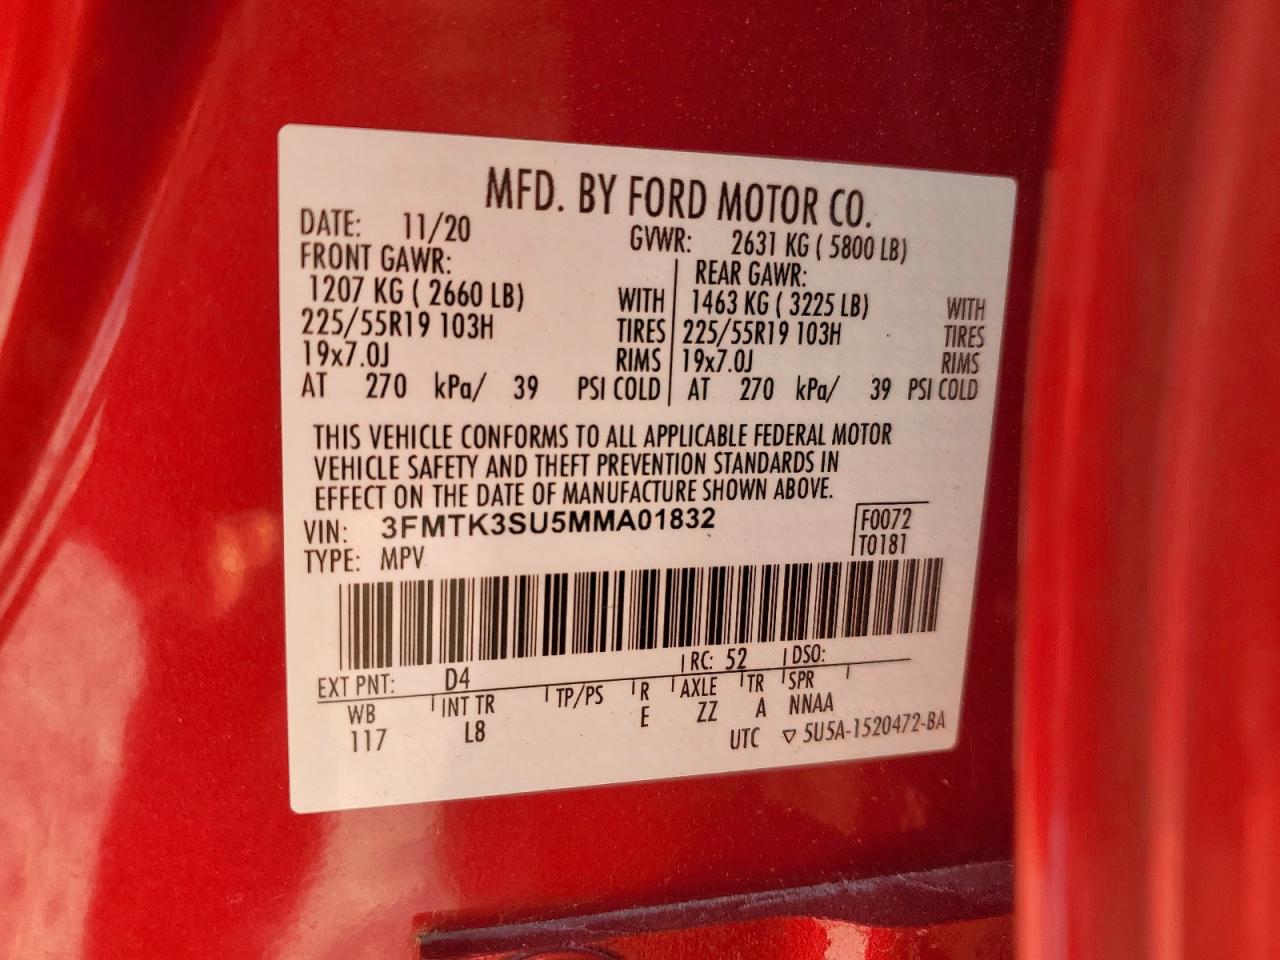 MFD. BY FORD MOTOR CO.
DATE: 11/20 GVWR: 2631 KG ( 5800 LB)
FRONT GAWR: REAR GAWR:
1207 KG ( 2660 LB) WITH 1463 KG ( 3225 LB) WITH
225/55R19 103H TIRES 225/55R19 103H TIRES
19x7.0J RIMS 19x7.0J RIMS
AT 270 kPa/ 39 PSI COLD AT 270 kPa/ 39 PSI COLD
THIS VEHICLE CONFORMS TO ALL APPLICABLE FEDERAL MOTOR
VEHICLE SAFETY AND THEFT PREVENTION STANDARDS IN
EFFECT ON THE DATE OF MANUFACTURE SHOWN ABOVE.
VIN: 3FMTK3SU5MMA01832 F0072
TYPE: MPV T0181
EXT PNT: D4 RC: 52 DSO:
WB INT TR TP/PS R AXLE TR SPR
117 L8 E ZZ A NNAA
UTC ▽ 5U5A-1520472-BA